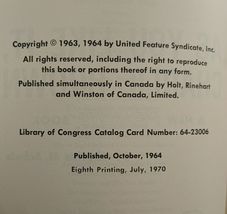 Copyright © 1963, 1964 by United Feature Syndicate, Inc.
All rights reserved, including the right to reproduce
this book or portions thereof in any form.
Published simultaneously in Canada by Holt, Rinehart
and Winston of Canada, Limited.
Library of Congress Catalog Card Number: 64-23006
Published, October, 1964
Eighth Printing, July, 1970